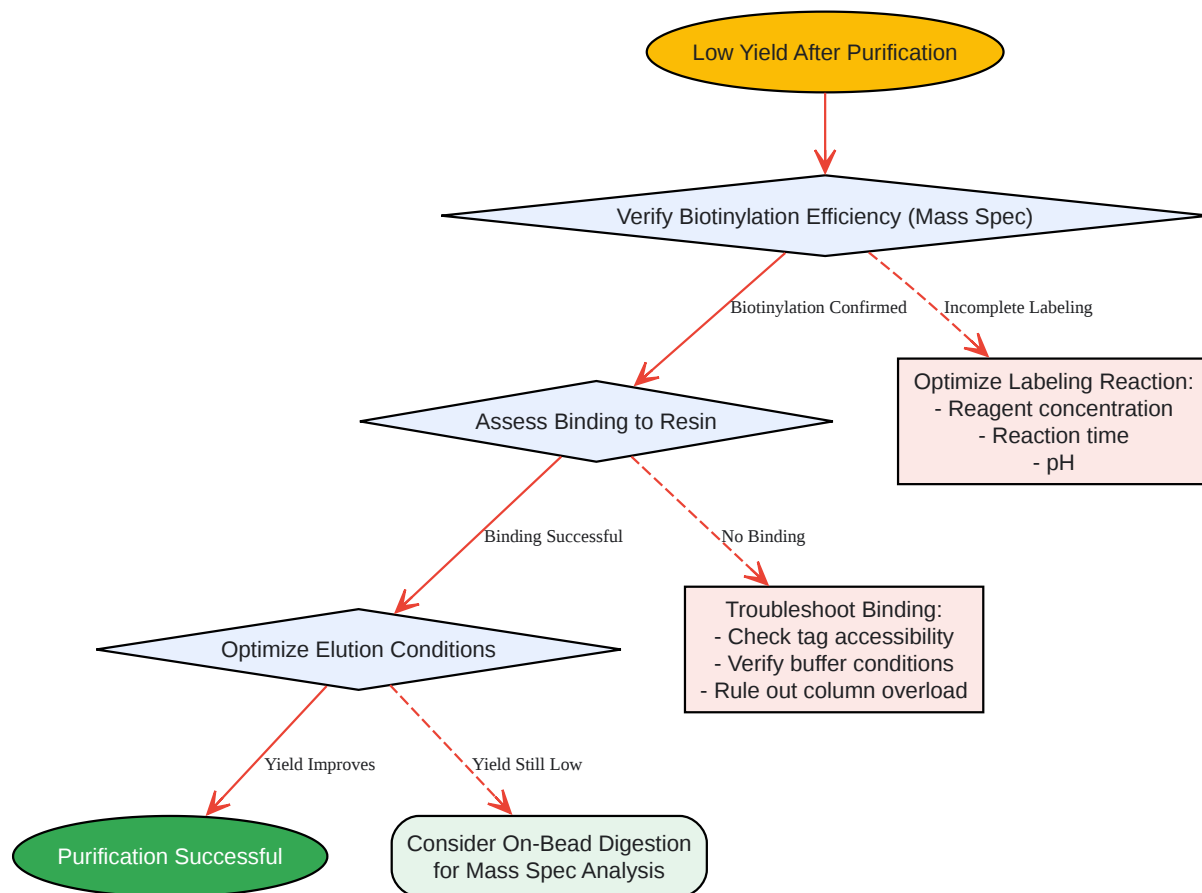 Low Yield After Purification
Verify Biotinylation Efficiency (Mass Spec)
Biotinylation Confirmed
Incomplete Labeling
Optimize Labeling Reaction:
- Reagent concentration
- Reaction time
- pH
Assess Binding to Resin
Binding Successful
No Binding
Troubleshoot Binding:
- Check tag accessibility
- Verify buffer conditions
- Rule out column overload
Optimize Elution Conditions
Yield Improves
Yield Still Low
Purification Successful
Consider On-Bead Digestion
for Mass Spec Analysis